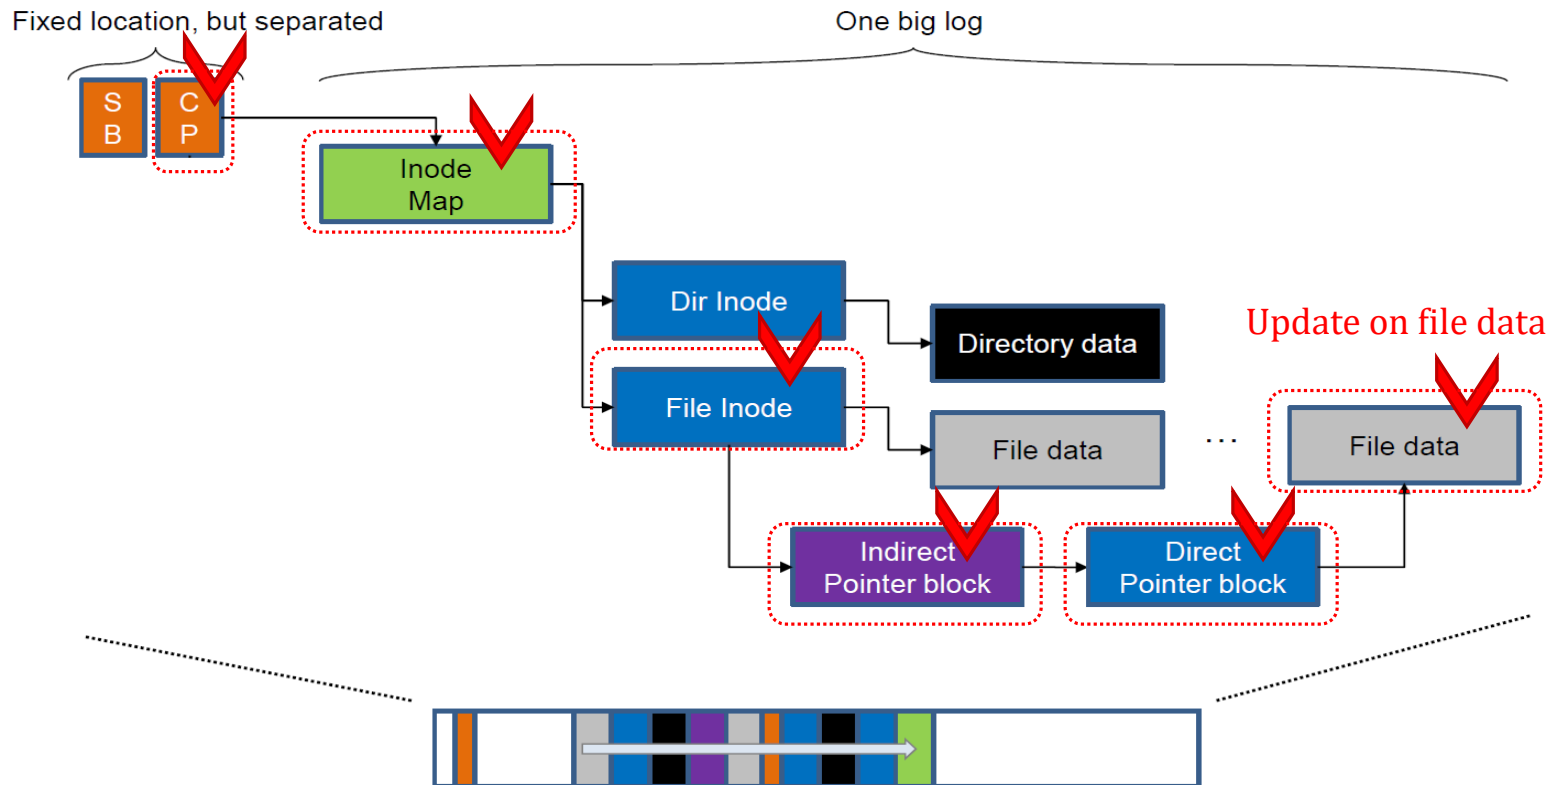 Fixed location, but separated
One big log
S
B
C
P
Inode
Map
Dir Inode
Directory data
Update on file data
File Inode
File data
...
File data
Indirect
Pointer block
Direct
Pointer block